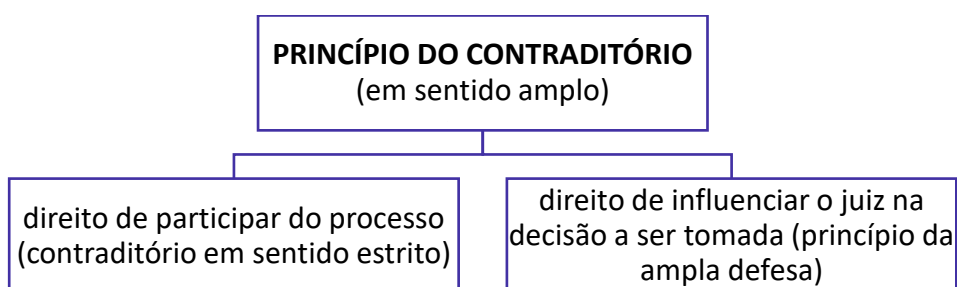 PRINCÍPIO DO CONTRADITÓRIO
(em sentido amplo)
direito de participar do processo
(contraditório em sentido estrito)
direito de influenciar o juiz na
decisão a ser tomada (princípio da
ampla defesa)